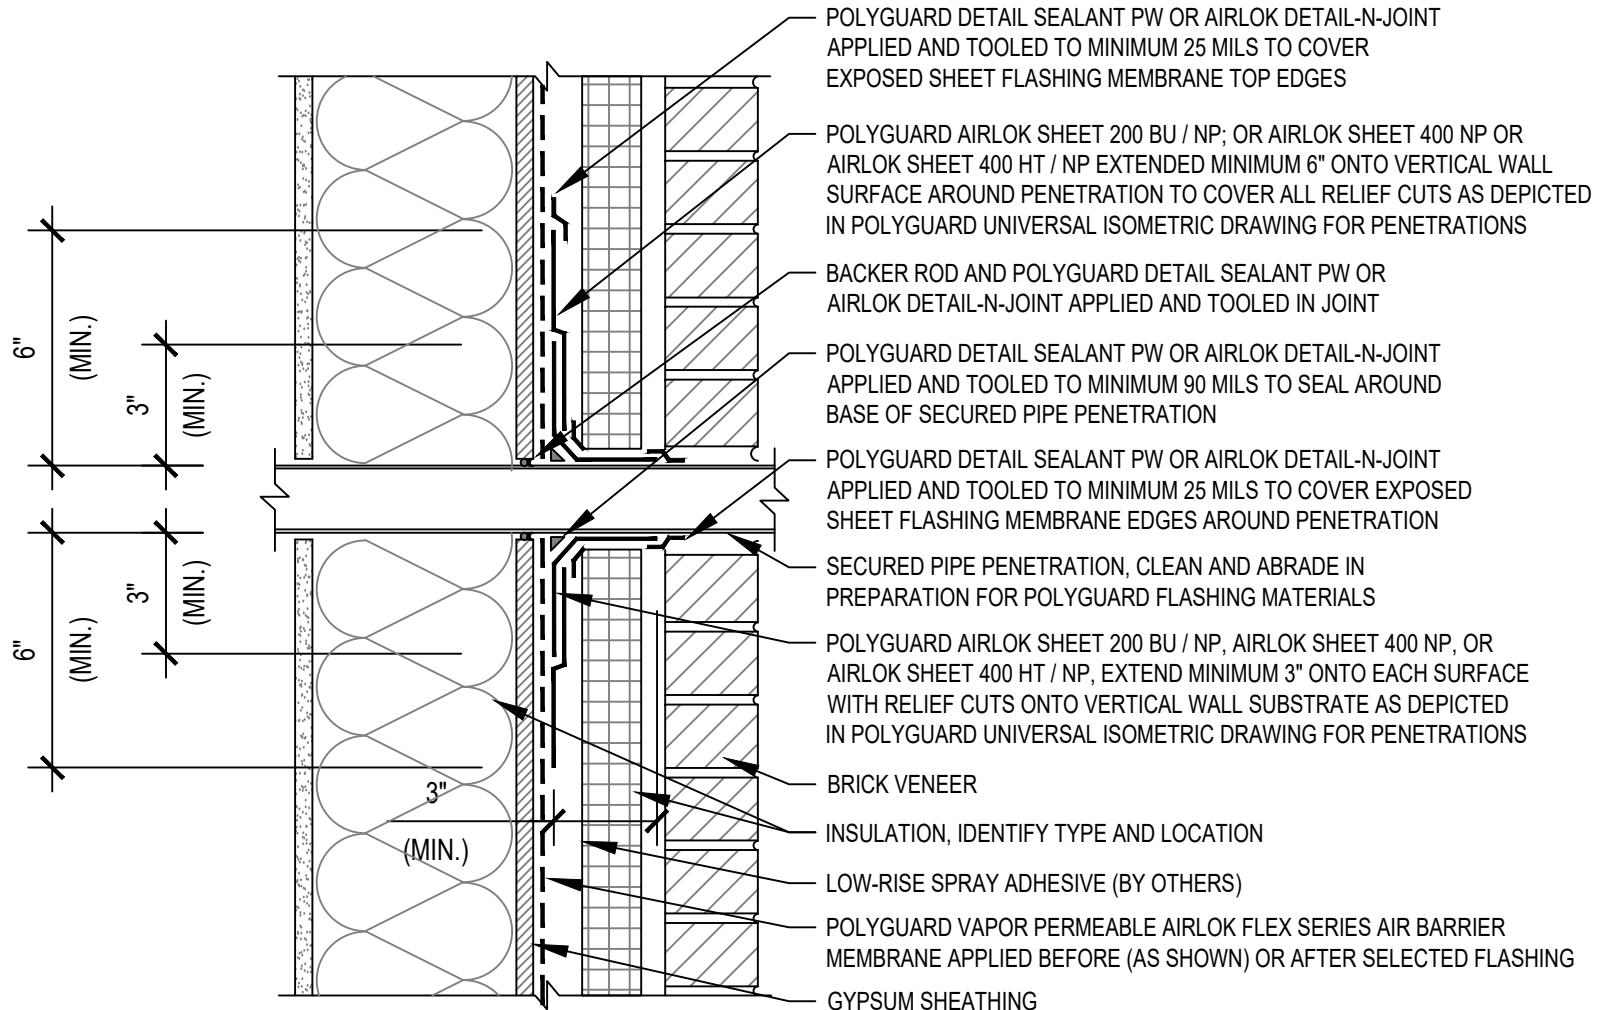 POLYGUARD DETAIL SEALANT PW OR AIRLOK DETAIL-N-JOINT
APPLIED AND TOOLED TO MINIMUM 25 MILS TO COVER
EXPOSED SHEET FLASHING MEMBRANE TOP EDGES
POLYGUARD AIRLOK SHEET 200 BU / NP; OR AIRLOK SHEET 400 NP OR
AIRLOK SHEET 400 HT / NP EXTENDED MINIMUM 6" ONTO VERTICAL WALL
SURFACE AROUND PENETRATION TO COVER ALL RELIEF CUTS AS DEPICTED
IN POLYGUARD UNIVERSAL ISOMETRIC DRAWING FOR PENETRATIONS
BACKER ROD AND POLYGUARD DETAIL SEALANT PW OR
AIRLOK DETAIL-N-JOINT APPLIED AND TOOLED IN JOINT
POLYGUARD DETAIL SEALANT PW OR AIRLOK DETAIL-N-JOINT
APPLIED AND TOOLED TO MINIMUM 90 MILS TO SEAL AROUND
BASE OF SECURED PIPE PENETRATION
POLYGUARD DETAIL SEALANT PW OR AIRLOK DETAIL-N-JOINT
APPLIED AND TOOLED TO MINIMUM 25 MILS TO COVER EXPOSED
SHEET FLASHING MEMBRANE EDGES AROUND PENETRATION
SECURED PIPE PENETRATION, CLEAN AND ABRADE IN
PREPARATION FOR POLYGUARD FLASHING MATERIALS
POLYGUARD AIRLOK SHEET 200 BU / NP, AIRLOK SHEET 400 NP, OR
AIRLOK SHEET 400 HT / NP, EXTEND MINIMUM 3" ONTO EACH SURFACE
WITH RELIEF CUTS ONTO VERTICAL WALL SUBSTRATE AS DEPICTED
IN POLYGUARD UNIVERSAL ISOMETRIC DRAWING FOR PENETRATIONS
BRICK VENEER
INSULATION, IDENTIFY TYPE AND LOCATION
LOW-RISE SPRAY ADHESIVE (BY OTHERS)
POLYGUARD VAPOR PERMEABLE AIRLOK FLEX SERIES AIR BARRIER
MEMBRANE APPLIED BEFORE (AS SHOWN) OR AFTER SELECTED FLASHING
GYPSUM SHEATHING
6"
(MIN.)
3"
(MIN.)
3"
(MIN.)
6"
(MIN.)
3"
(MIN.)